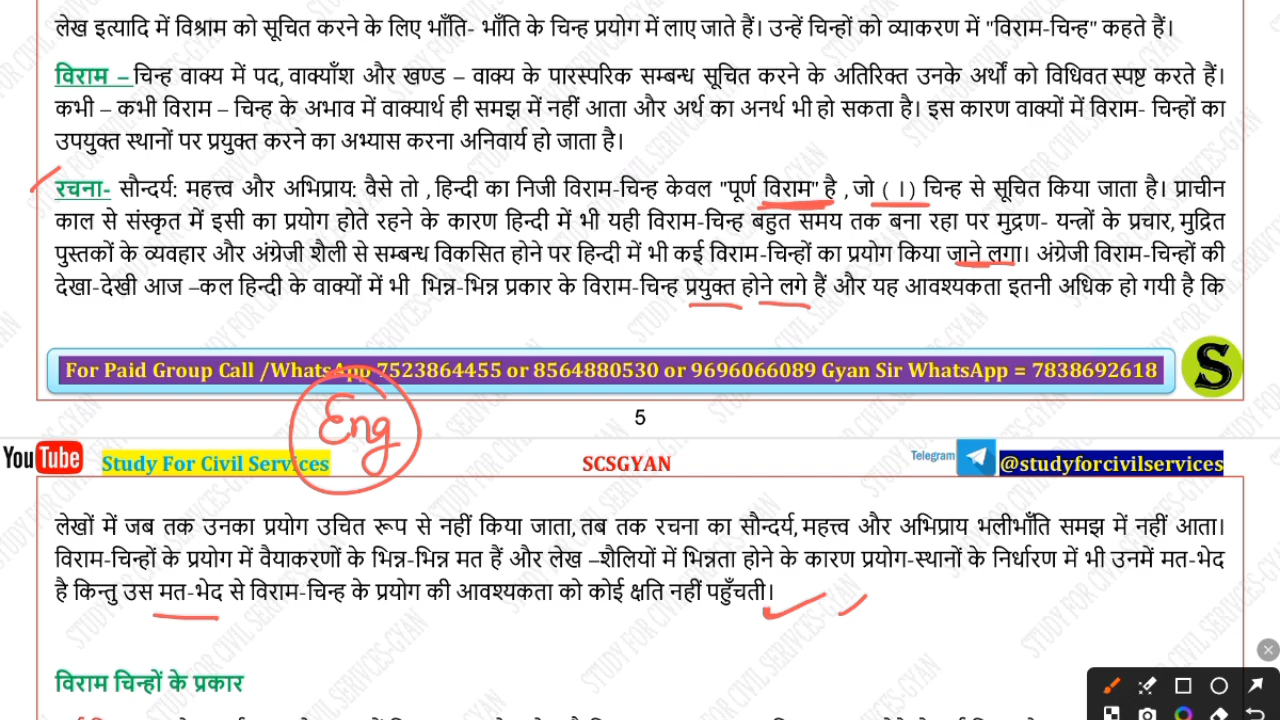 लेख इत्यादि में विश्राम को सूचित करने के लिए भाँति- भाँति के चिन्ह प्रयोग में लाए जाते हैं। उन्हें चिन्हों को व्याकरण में "विराम-चिन्ह" कहते हैं।
विराम – चिन्ह वाक्य में पद, वाक्याँश और खण्ड – वाक्य के पारस्परिक सम्बन्ध सूचित करने के अतिरिक्त उनके अर्थों को विधिवत स्पष्ट करते हैं।
कभी – कभी विराम – चिन्ह के अभाव में वाक्यार्थ ही समझ में नहीं आता और अर्थ का अनर्थ भी हो सकता है। इस कारण वाक्यों में विराम- चिन्हों का
उपयुक्त स्थानों पर प्रयुक्त करने का अभ्यास करना अनिवार्य हो जाता है।
रचना- सौन्दर्य: महत्त्व और अभिप्राय: वैसे तो , हिन्दी का निजी विराम-चिन्ह केवल "पूर्ण विराम" है , जो ( । ) चिन्ह से सूचित किया जाता है। प्राचीन
काल से संस्कृत में इसी का प्रयोग होते रहने के कारण हिन्दी में भी यही विराम-चिन्ह बहुत समय तक बना रहा पर मुद्रण- यन्त्रों के प्रचार, मुद्रित
पुस्तकों के व्यवहार और अंग्रेजी शैली से सम्बन्ध विकसित होने पर हिन्दी में भी कई विराम-चिन्हों का प्रयोग किया जाने लगा। अंग्रेजी विराम-चिन्हों की
देखा-देखी आज –कल हिन्दी के वाक्यों में भी भिन्न-भिन्न प्रकार के विराम-चिन्ह प्रयुक्त होने लगे हैं और यह आवश्यकता इतनी अधिक हो गयी है कि
For Paid Group Call /WhatsApp 7523864455 or 8564880530 or 9696066089 Gyan Sir WhatsApp = 7838692618
S
5
Eng
YouTube Study For Civil Services SCSGYAN Telegram @studyforcivilservices
लेखों में जब तक उनका प्रयोग उचित रूप से नहीं किया जाता, तब तक रचना का सौन्दर्य, महत्त्व और अभिप्राय भलीभाँति समझ में नहीं आता।
विराम-चिन्हों के प्रयोग में वैयाकरणों के भिन्न-भिन्न मत हैं और लेख –शैलियों में भिन्नता होने के कारण प्रयोग-स्थानों के निर्धारण में भी उनमें मत-भेद
है किन्तु उस मत-भेद से विराम-चिन्ह के प्रयोग की आवश्यकता को कोई क्षति नहीं पहुँचती।
विराम चिन्हों के प्रकार